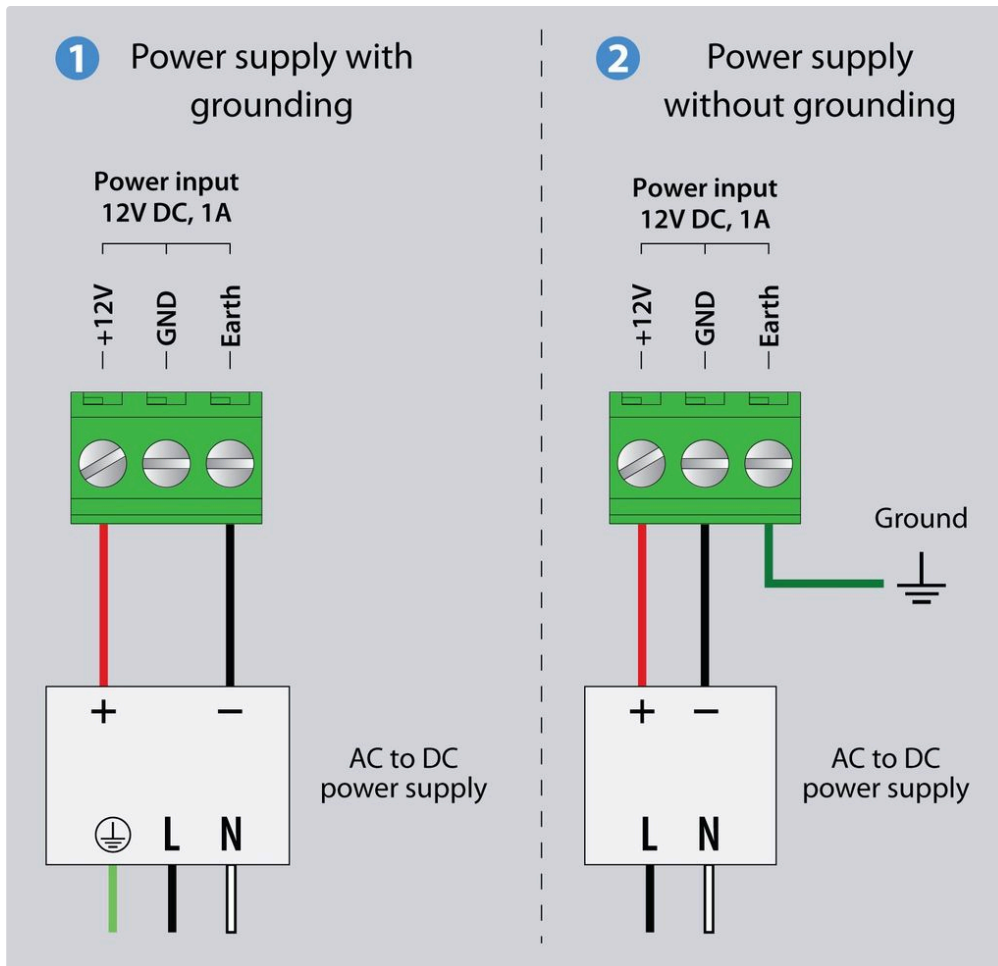 1 Power supply with
grounding
Power input
12V DC, 1A
+12V
GND
Earth
+ −
AC to DC
power supply
L N
2 Power supply
without grounding
Power input
12V DC, 1A
+12V
GND
Earth
Ground
+ −
AC to DC
power supply
L N